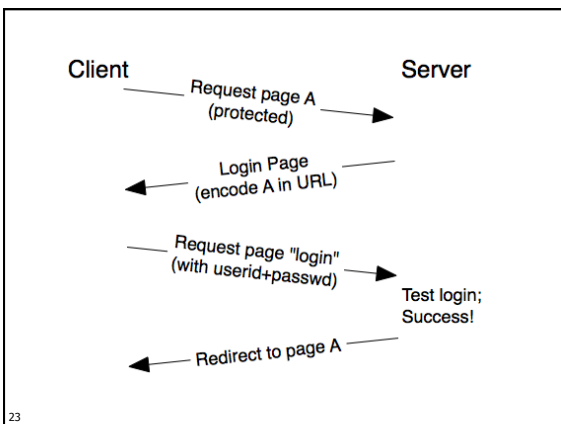 Client
Server
Request page A
(protected)
Login Page
(encode A in URL)
Request page "login"
(with userid+passwd)
Test login;
Success!
Redirect to page A
23